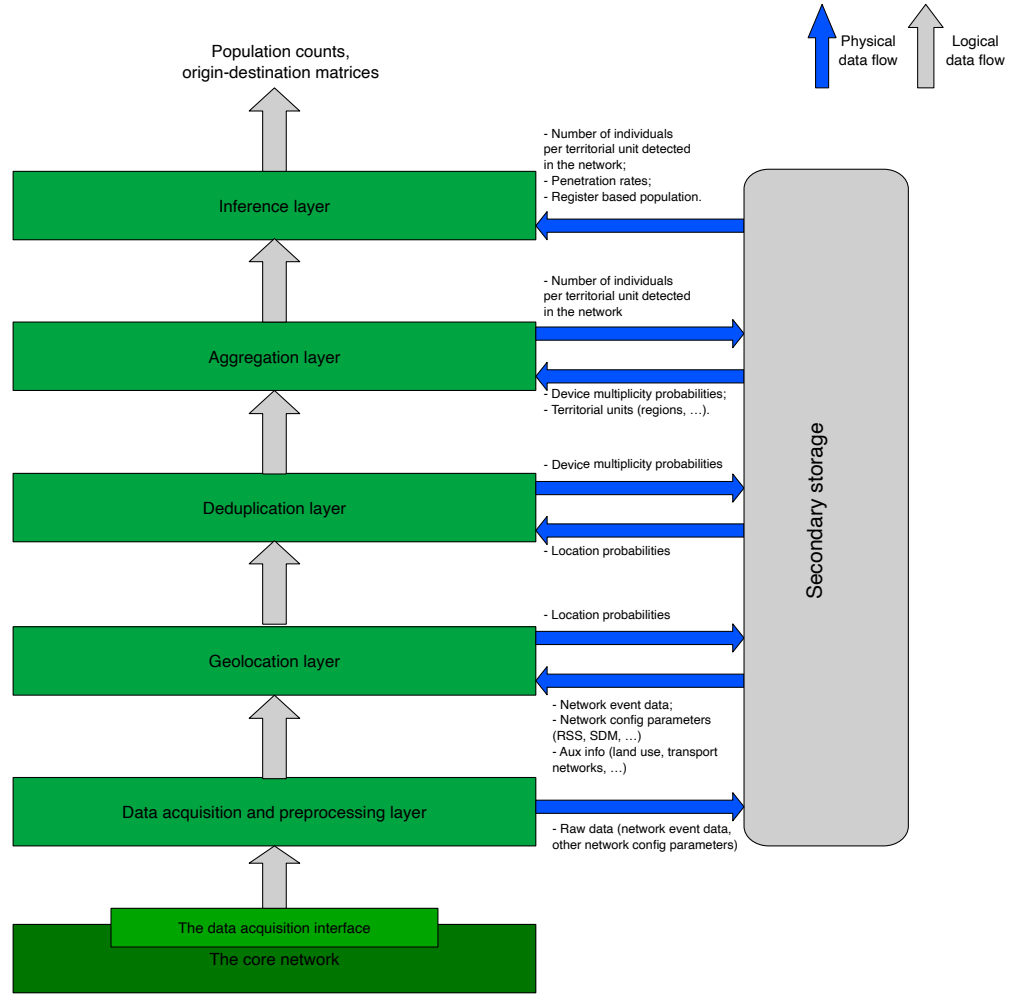 Physical
data flow
Logical
data flow
Population counts,
origin-destination matrices
- Number of individuals
per territorial unit detected
in the network;
- Penetration rates;
- Register based population.
Inference layer
- Number of individuals
per territorial unit detected
in the network
Aggregation layer
- Device multiplicity probabilities;
- Territorial units (regions, …).
- Device multiplicity probabilities
Deduplication layer
- Location probabilities
- Location probabilities
Geolocation layer
- Network event data;
- Network config parameters
(RSS, SDM, …)
- Aux info (land use, transport
networks, …)
Data acquisition and preprocessing layer
- Raw data (network event data,
other network config parameters)
Secondary storage
The data acquisition interface
The core network